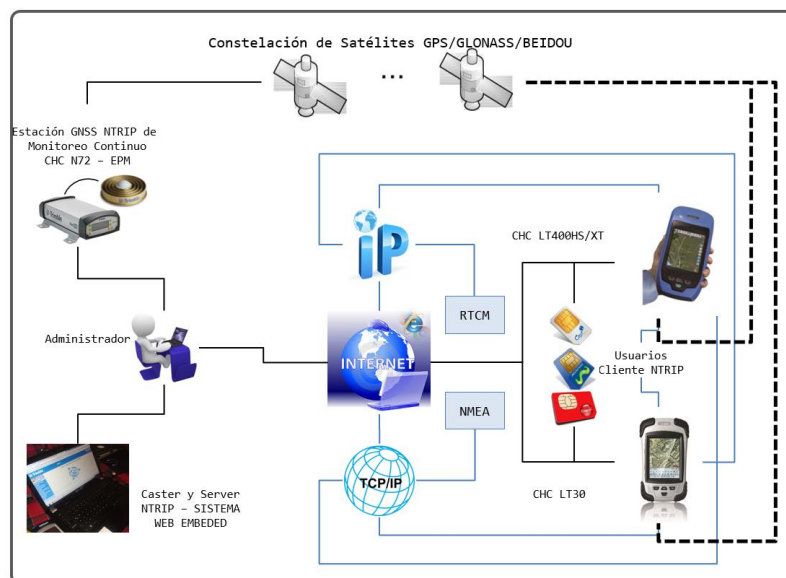 Constelación de Satélites GPS/GLONASS/BEIDOU
...
Estación GNSS NTRIP de
Monitoreo Continuo
CHC N72 – EPM
Trimble
iP
CHC LT400HS/XT
RTCM
Administrador
INTERNET
Usuarios
Cliente NTRIP
NMEA
TCP/IP
Caster y Server
NTRIP – SISTEMA
WEB EMBEDED
CHC LT30